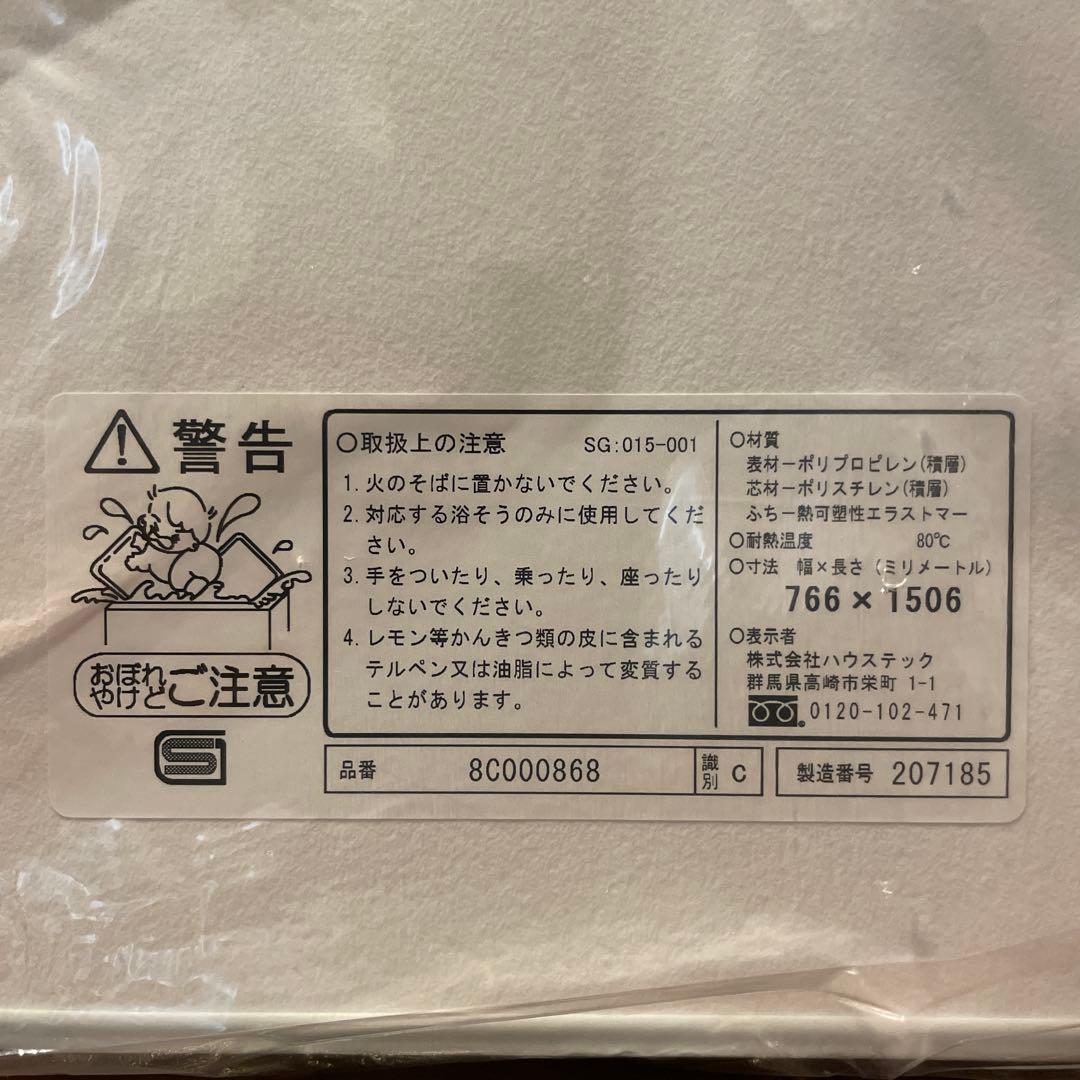 警告
おぼれ
やけど
ご注意
SG
○取扱上の注意 SG:015-001
1. 火のそばに置かないでください。
2. 対応する浴そうのみに使用してくだ
さい。
3. 手をついたり、乗ったり、座ったり
しないでください。
4. レモン等かんきつ類の皮に含まれる
テルペン又は油脂によって変質する
ことがあります。
○材質
表材－ポリプロピレン(積層)
芯材－ポリスチレン(積層)
ふち－熱可塑性エラストマー
○耐熱温度 80℃
○寸法 幅×長さ (ミリメートル)
766 × 1506
○表示者
株式会社ハウステック
群馬県高崎市栄町 1-1
0120-102-471
品番 8C000868 識別 C
製造番号 207185